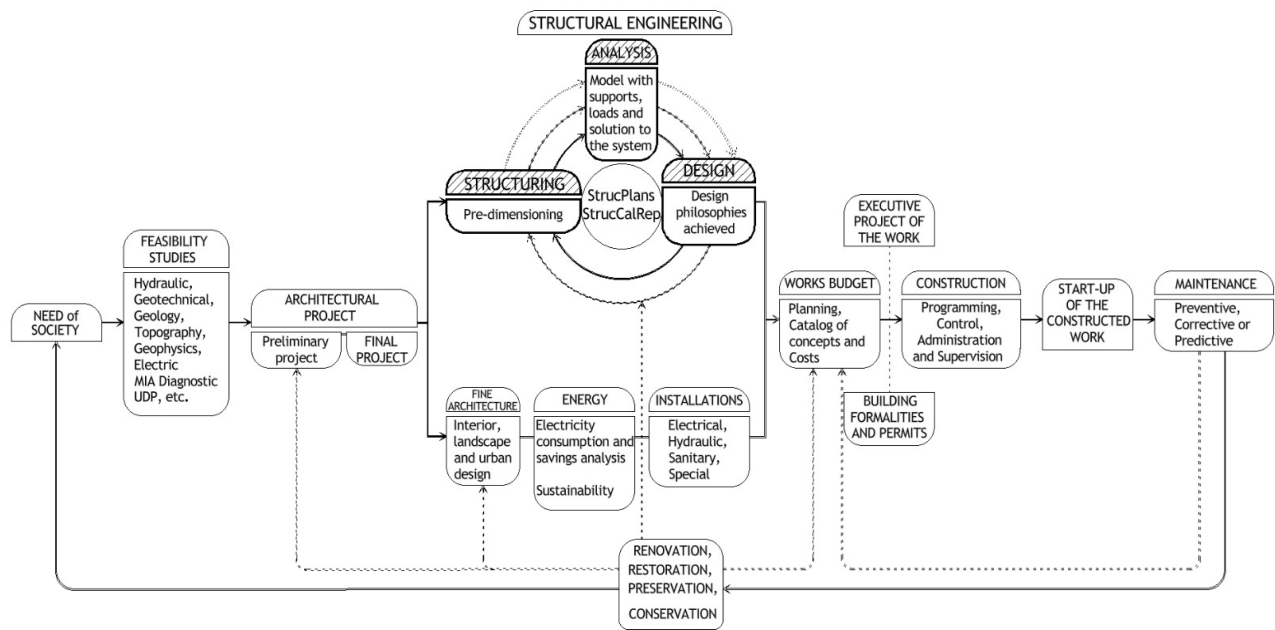 STRUCTURAL ENGINEERING
ANALYSIS
Model with
supports,
loads and
solution to
the system
STRUCTURING
Pre-dimensioning
StrucPlans
StrucCalRep
DESIGN
Design
philosophies
achieved
NEED of
SOCIETY
FEASIBILITY
STUDIES
Hydraulic,
Geotechnical,
Geology,
Topography,
Geophysics,
Electric
MIA Diagnostic
UDP, etc.
ARCHITECTURAL
PROJECT
Preliminary
project
FINAL
PROJECT
FINE
ARCHITECTURE
Interior,
landscape
and urban
design
ENERGY
Electricity
consumption and
savings analysis
Sustainability
INSTALLATIONS
Electrical,
Hydraulic,
Sanitary,
Special
WORKS BUDGET
Planning,
Catalog of
concepts and
Costs
EXECUTIVE
PROJECT OF
THE WORK
BUILDING
FORMALITIES
AND PERMITS
CONSTRUCTION
Programming,
Control,
Administration
and Supervision
START-UP
OF THE
CONSTRUCTED
WORK
MAINTENANCE
Preventive,
Corrective or
Predictive
RENOVATION,
RESTORATION,
PRESERVATION,
CONSERVATION